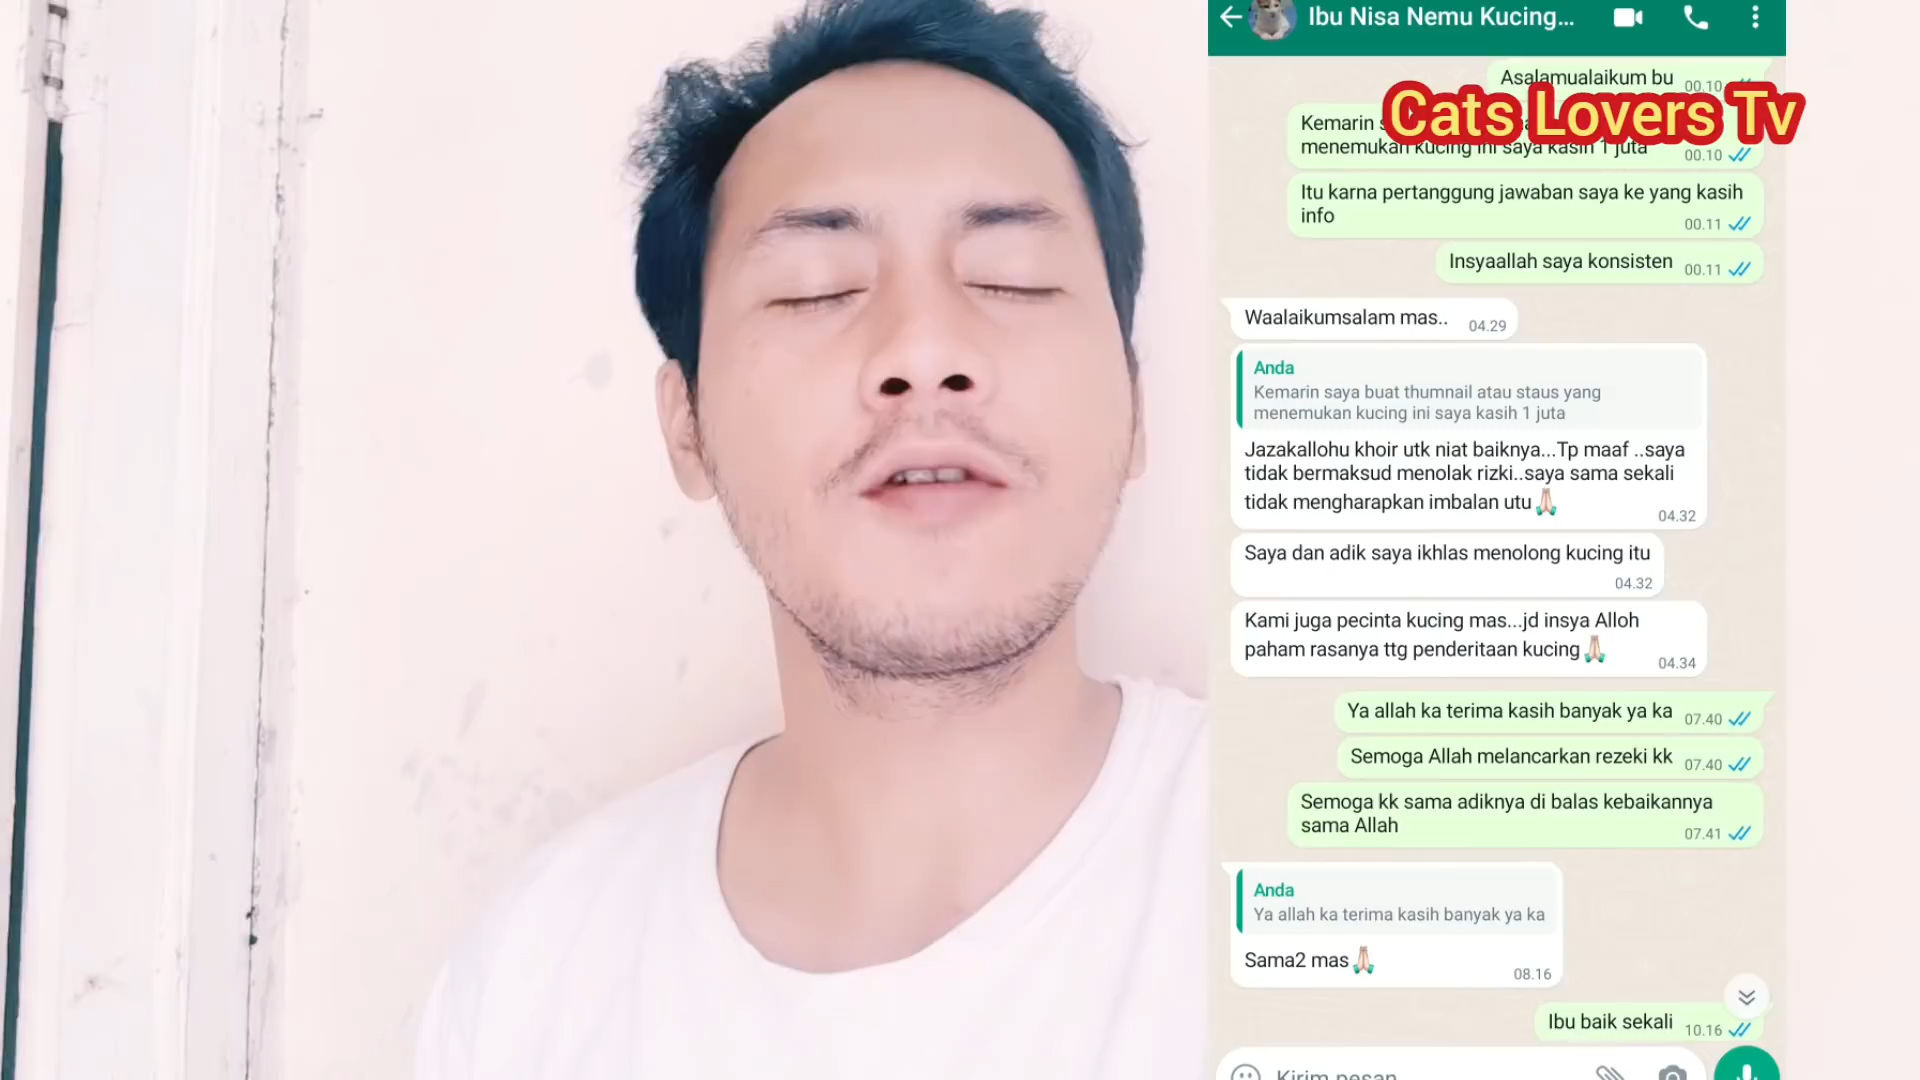 Ibu Nisa Nemu Kucing...
Asalamualaikum bu
00.10
Cats Lovers Tv
Kemarin
menemukan kucing ini saya kasih 1 juta
00.10
Itu karna pertanggung jawaban saya ke yang kasih
info
00.11
Insyaallah saya konsisten
00.11
Waalaikumsalam mas..
04.29
Anda
Kemarin saya buat thumnail atau staus yang
menemukan kucing ini saya kasih 1 juta
Jazakallohu khoir utk niat baiknya...Tp maaf ..saya
tidak bermaksud menolak rizki..saya sama sekali
tidak mengharapkan imbalan utu🙏🏻
04.32
Saya dan adik saya ikhlas menolong kucing itu
04.32
Kami juga pecinta kucing mas...jd insya Alloh
paham rasanya ttg penderitaan kucing🙏🏻
04.34
Ya allah ka terima kasih banyak ya ka
07.40
Semoga Allah melancarkan rezeki kk
07.40
Semoga kk sama adiknya di balas kebaikannya
sama Allah
07.41
Anda
Ya allah ka terima kasih banyak ya ka
Sama2 mas🙏🏻
08.16
Ibu baik sekali
10.16
Kirim pesan